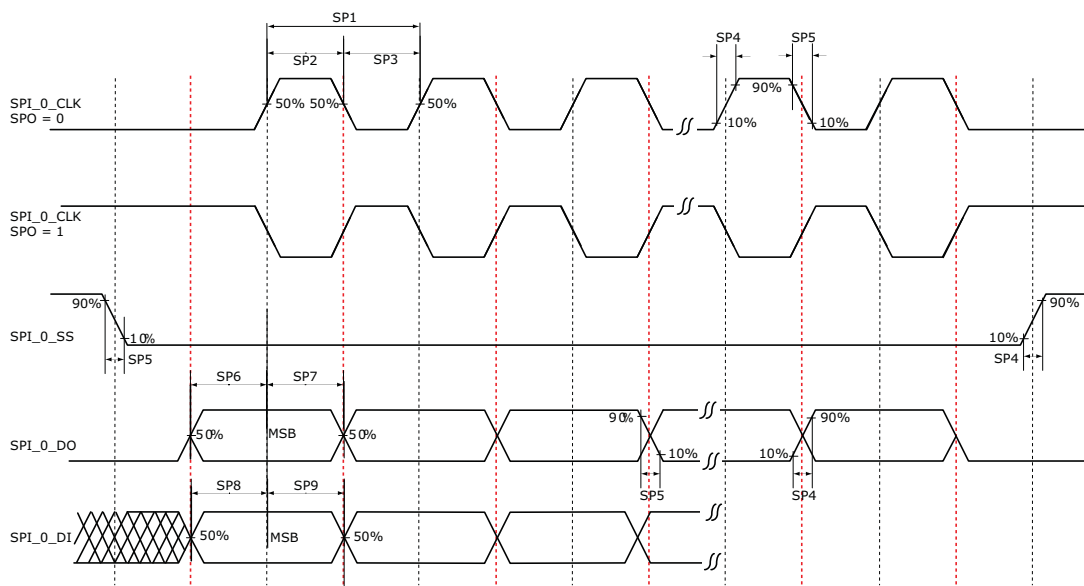 SP1
SP2
SP3
SP4
SP5
SPI_0_CLK
SPO = 0
50%
50%
50%
90%
10%
10%
SPI_0_CLK
SPO = 1
90%
10%
SPI_0_SS
SP5
90%
10%
SP4
SP6
SP7
SPI_0_DO
50%
MSB
50%
90%
10%
SP5
90%
10%
SP4
SP8
SP9
SPI_0_DI
50%
MSB
50%